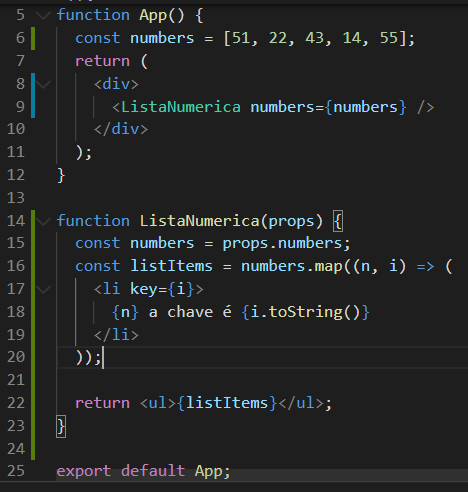 5 function App() {
6 const numbers = [51, 22, 43, 14, 55];
7 return (
8 <div>
9 <ListaNumerica numbers={numbers} />
10 </div>
11 );
12 }
13
14 function ListaNumerica(props) {
15 const numbers = props.numbers;
16 const listItems = numbers.map((n, i) => (
17 <li key={i}>
18 {n} a chave é {i.toString()}
19 </li>
20 ));
21
22 return <ul>{listItems}</ul>;
23 }
24
25 export default App;